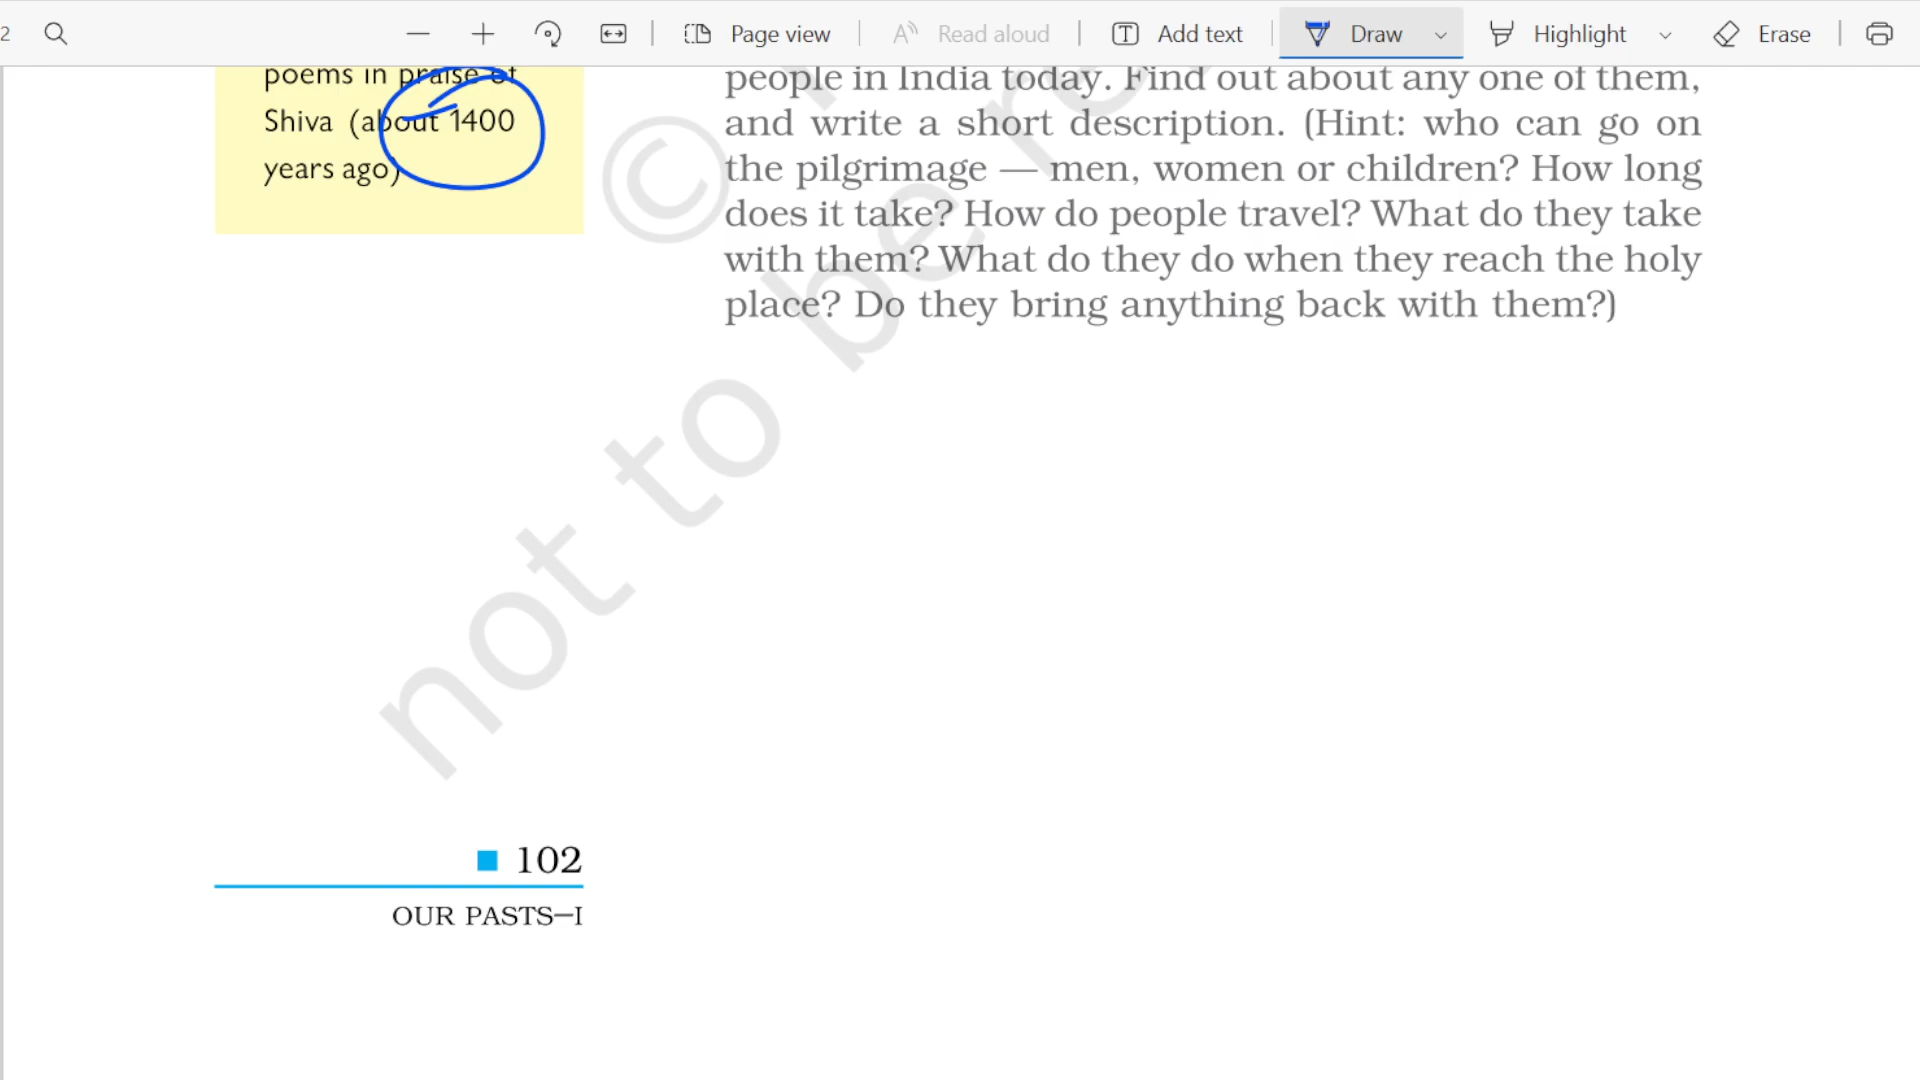 2
Page view
Read aloud
Add text
Draw
Highlight
Erase
poems in praise of
Shiva (about 1400
years ago)
people in India today. Find out about any one of them,
and write a short description. (Hint: who can go on
the pilgrimage — men, women or children? How long
does it take? How do people travel? What do they take
with them? What do they do when they reach the holy
place? Do they bring anything back with them?)
©
not to be re
102
OUR PASTS—I